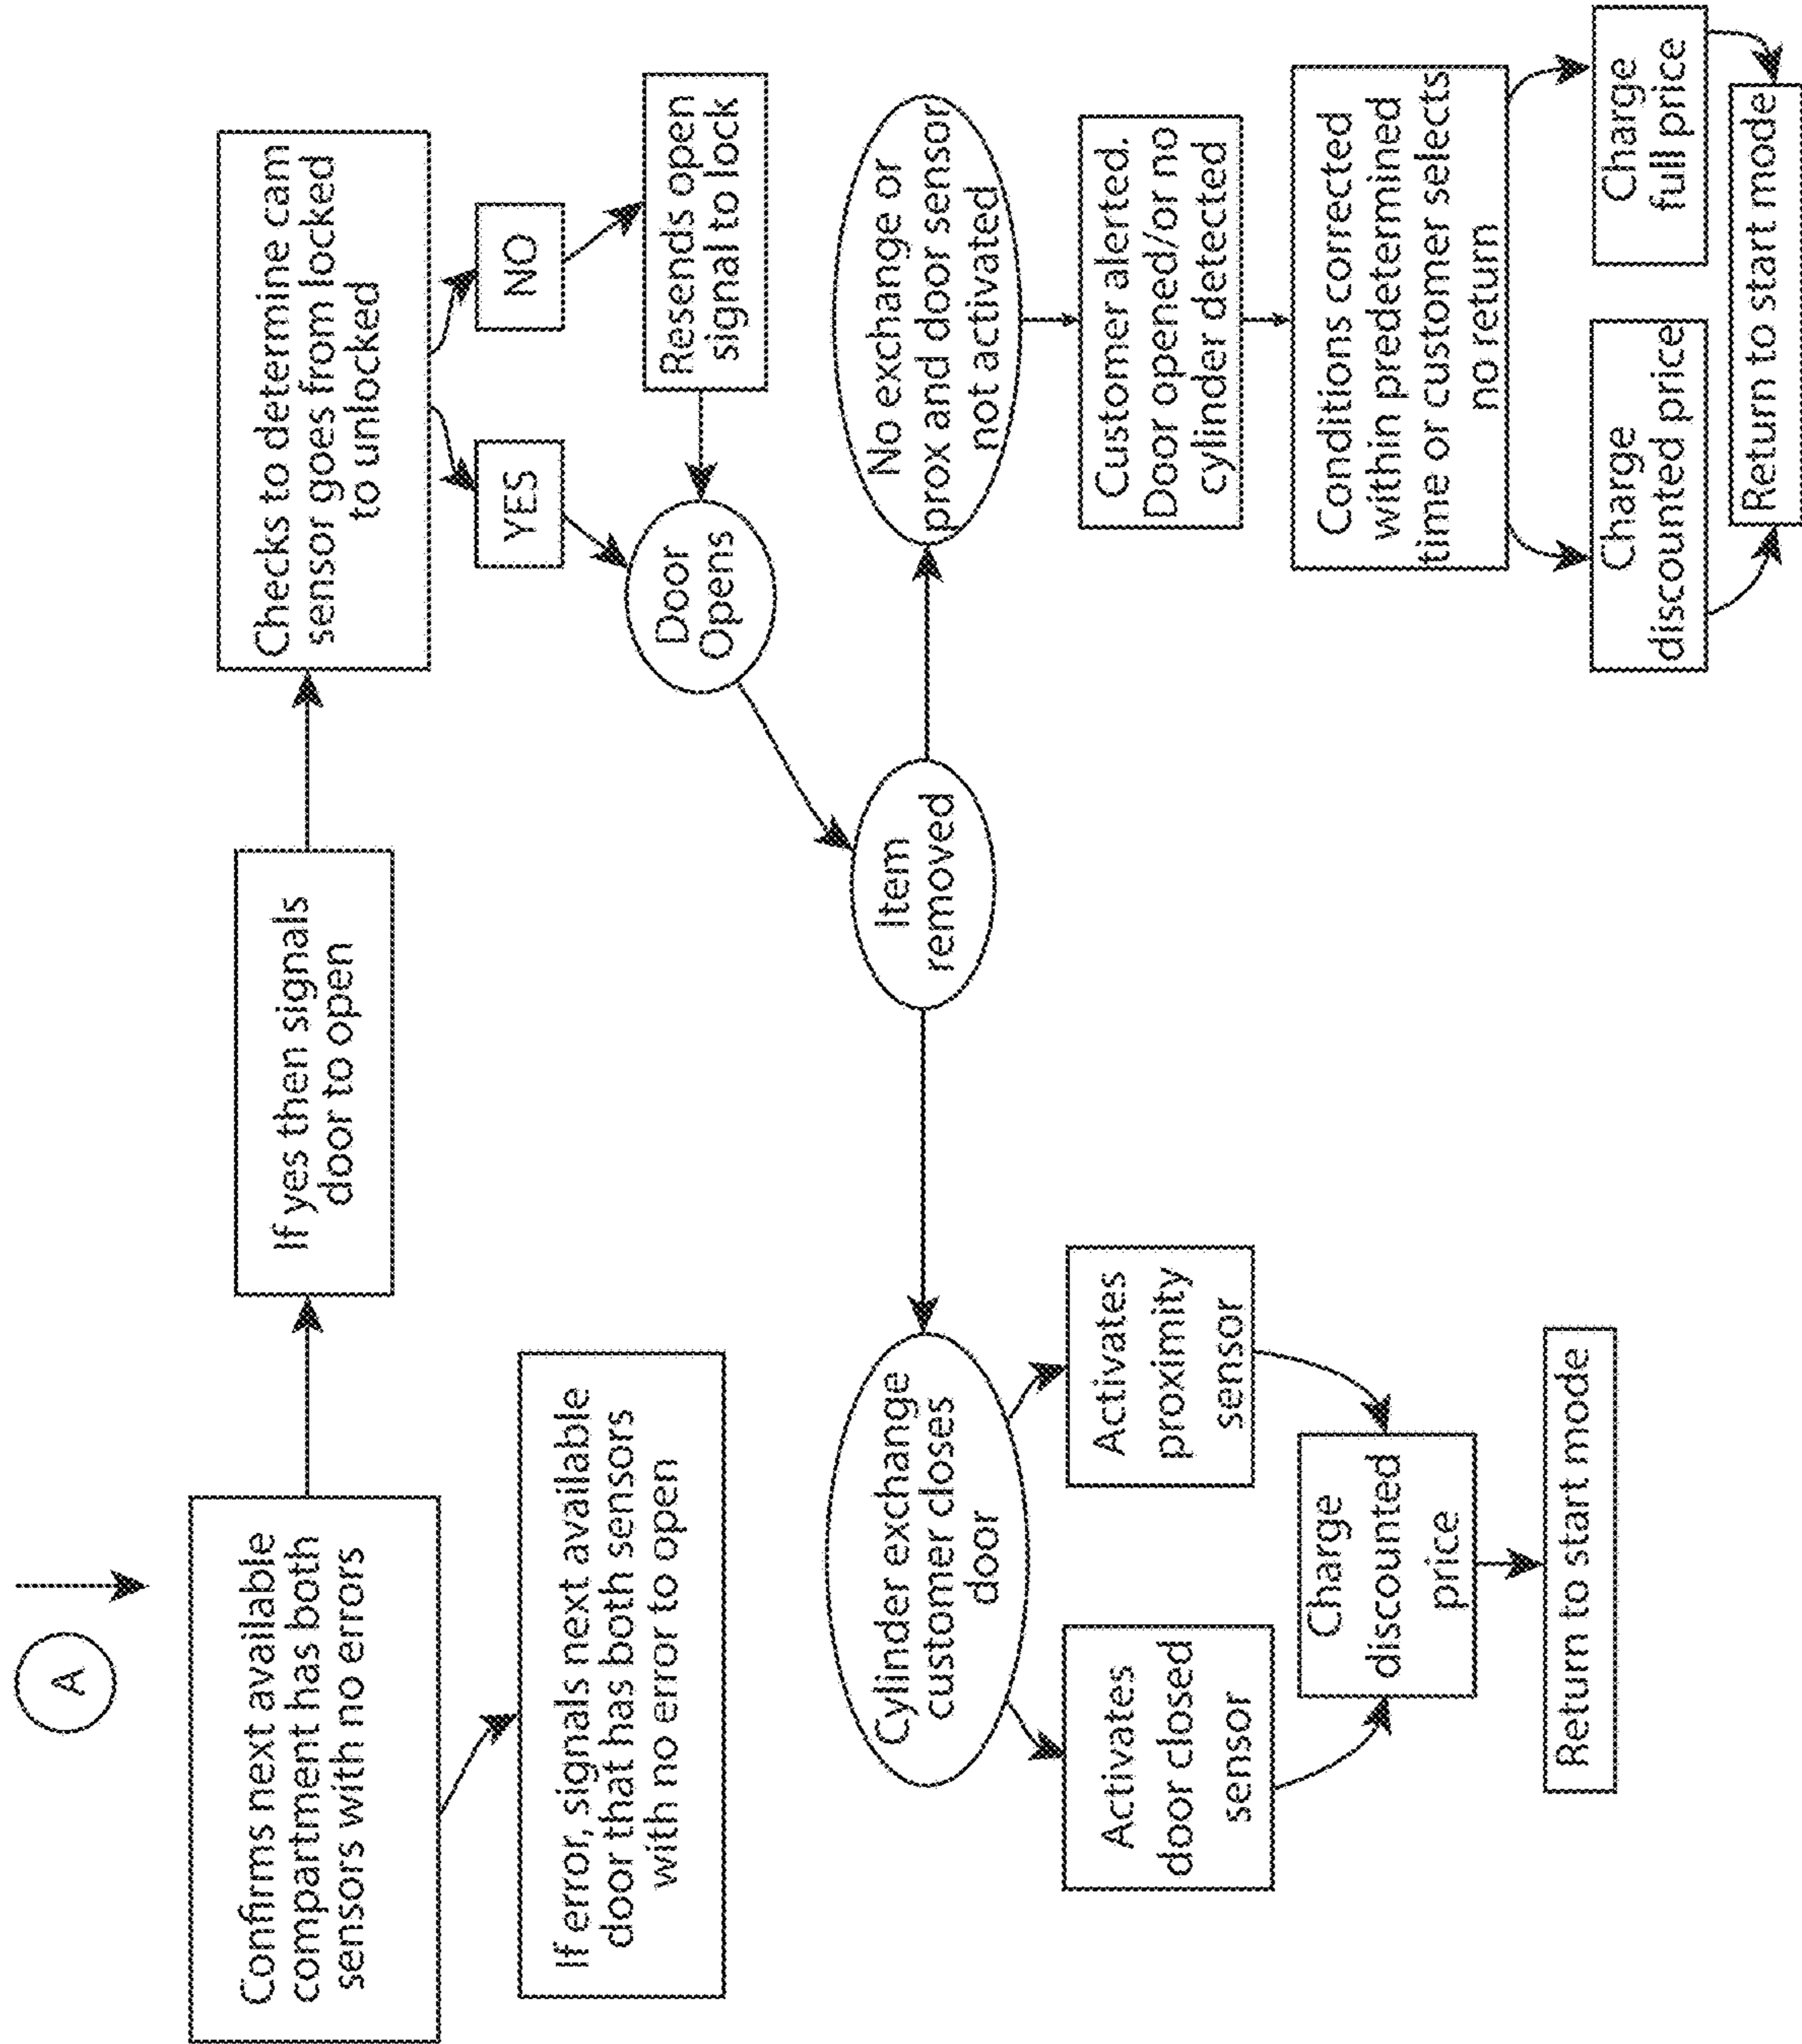 A
Confirms next available
compartment has both
sensors with no errors
If yes then signals
door to open
Checks to determine cam
sensor goes from locked
to unlocked
If error, signals next available
door that has both sensors
with no error to open
YES
NO
Resends open
signal to lock
Door
Opens
Item
removed
Cylinder exchange
customer closes
door
No exchange or
prox and door sensor
not activated
Activates
door closed
sensor
Activates
proximity
sensor
Charge
discounted
price
Return to start mode
Customer alerted.
Door opened/or no
cylinder detected
Conditions corrected
within predetermined
time or customer selects
no return
Charge
discounted price
Charge
full price
Return to start mode